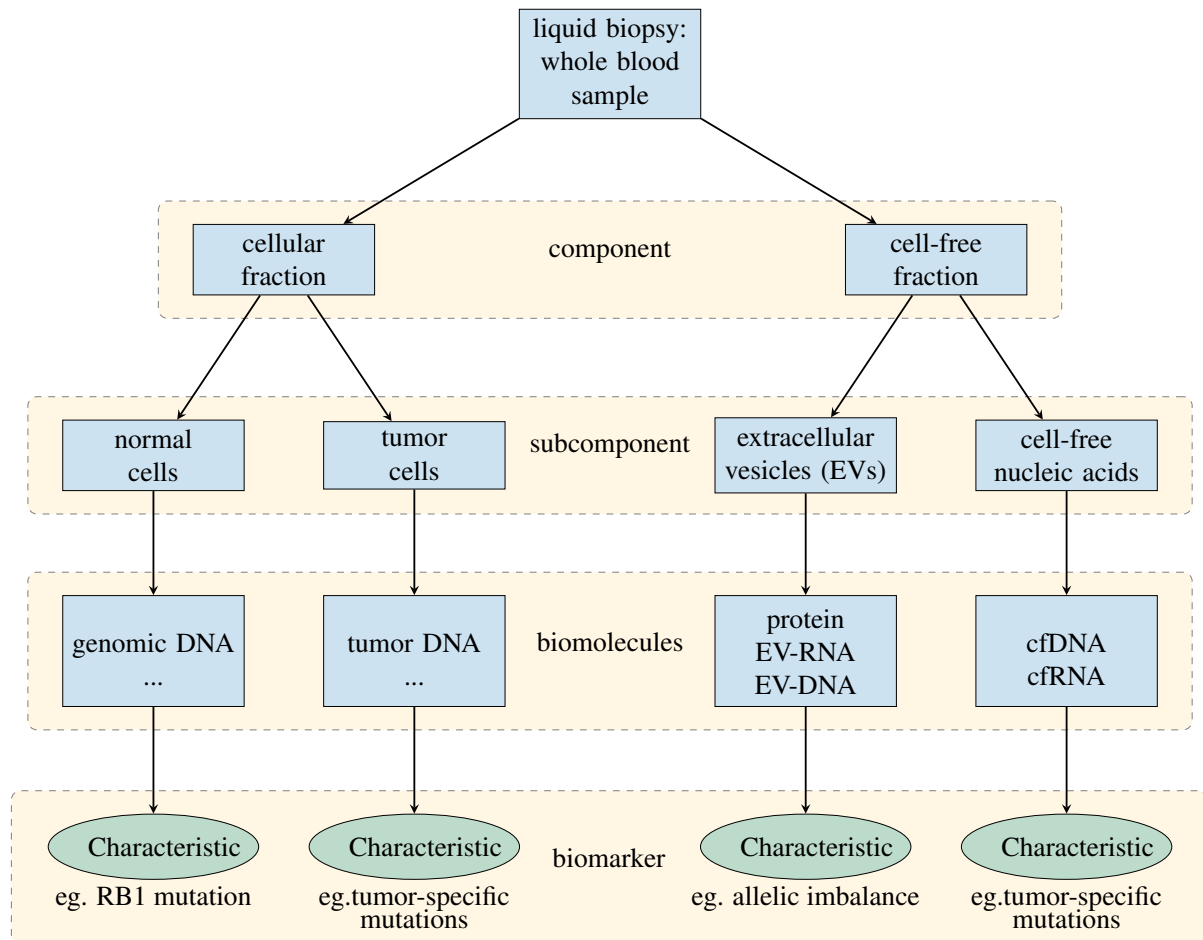 liquid biopsy:
whole blood
sample
cellular
fraction
component
cell-free
fraction
normal
cells
tumor
cells
subcomponent
extracellular
vesicles (EVs)
cell-free
nucleic acids
genomic DNA
...
tumor DNA
...
biomolecules
protein
EV-RNA
EV-DNA
cfDNA
cfRNA
Characteristic
eg. RB1 mutation
Characteristic
eg.tumor-specific
mutations
biomarker
Characteristic
eg. allelic imbalance
Characteristic
eg.tumor-specific
mutations